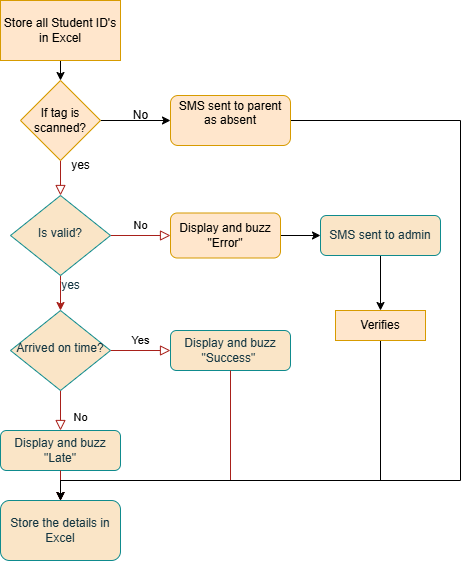 Store all Student ID's
in Excel
If tag is
scanned?
No
SMS sent to parent
as absent
yes
Is valid?
No
Display and buzz
"Error"
SMS sent to admin
yes
Verifies
Arrived on time?
Yes
Display and buzz
"Success"
No
Display and buzz
"Late"
Store the details in
Excel